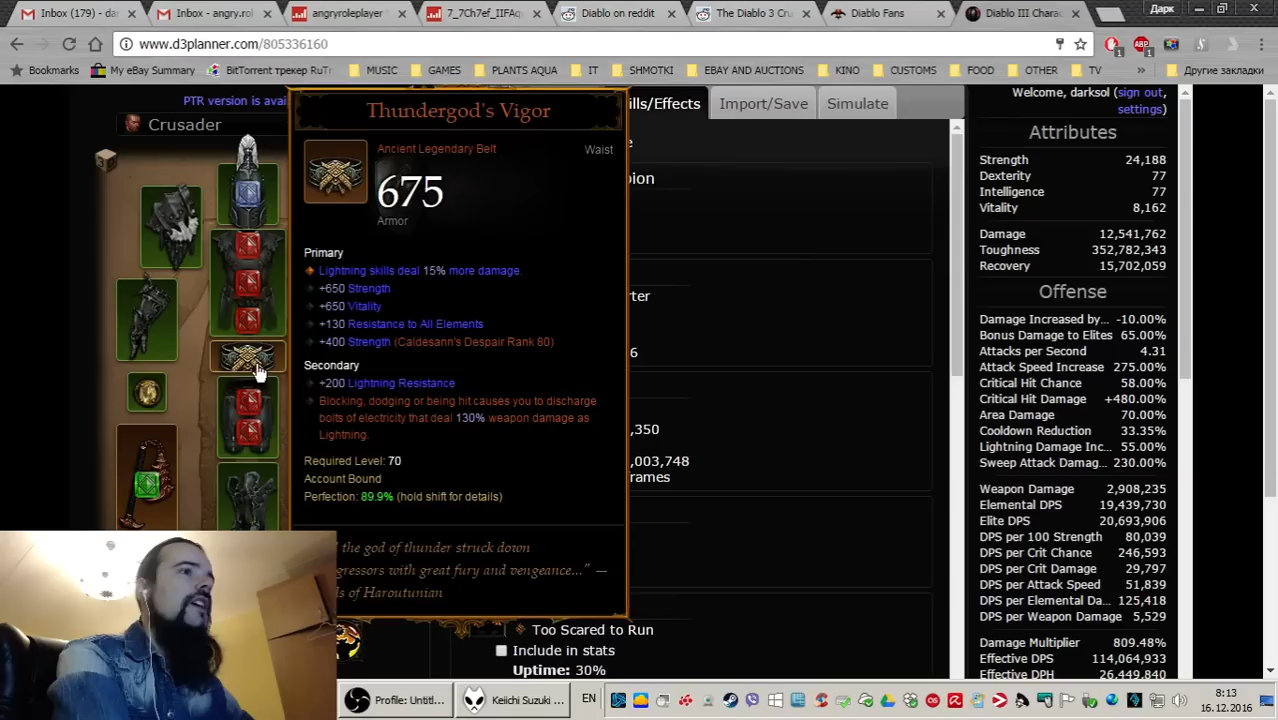 Inbox (179) - da
Inbox - angry.ro
angryroleplayer
7_7Ch7ef_IIFAq
Diablo on reddit
The Diablo 3 Cru
Diablo Fans
Diablo III Chara
Дарк
www.d3planner.com/805336160
Bookmarks
My eBay Summary
BitTorrent трекер RuTr
MUSIC
GAMES
PLANTS AQUA
IT
SHMOTKI
EBAY AND AUCTIONS
KINO
CUSTOMS
FOOD
OTHER
TV
»
Другие закладки
PTR version is avai
Crusader
Thundergod's Vigor
Ancient Legendary Belt
Waist
675
Armor
Primary
Lightning skills deal 15% more damage.
+650 Strength
+650 Vitality
+130 Resistance to All Elements
+400 Strength (Caldesann's Despair Rank 80)
Secondary
+200 Lightning Resistance
Blocking, dodging or being hit causes you to discharge
bolts of electricity that deal 130% weapon damage as
Lightning.
Required Level: 70
Account Bound
Perfection: 89.9% (hold shift for details)
the god of thunder struck down
gressors with great fury and vengeance..." —
ls of Haroutunian
ills/Effects
Import/Save
Simulate
e
ion
rter
6
,350
,003,748
rames
Too Scared to Run
Include in stats
Uptime: 30%
Welcome, darksol (sign out,
settings)
Attributes
Strength 24,188
Dexterity 77
Intelligence 77
Vitality 8,162
Damage 12,541,762
Toughness 352,782,343
Recovery 15,702,059
Offense
Damage Increased by... -10.00%
Bonus Damage to Elites 65.00%
Attacks per Second 4.31
Attack Speed Increase 275.00%
Critical Hit Chance 58.00%
Critical Hit Damage +480.00%
Area Damage 70.00%
Cooldown Reduction 33.35%
Lightning Damage Inc... 55.00%
Sweep Attack Damag... 230.00%
Weapon Damage 2,908,235
Elemental DPS 19,439,730
Elite DPS 20,693,906
DPS per 100 Strength 80,039
DPS per Crit Chance 246,593
DPS per Crit Damage 29,797
DPS per Attack Speed 51,839
DPS per Elemental Da... 125,418
DPS per Weapon Damage 5,529
Damage Multiplier 809.48%
Effective DPS 114,064,933
Effective DPH 26,449,840
Profile: Untitl...
Keiichi Suzuki ...
EN
8:13
16.12.2016